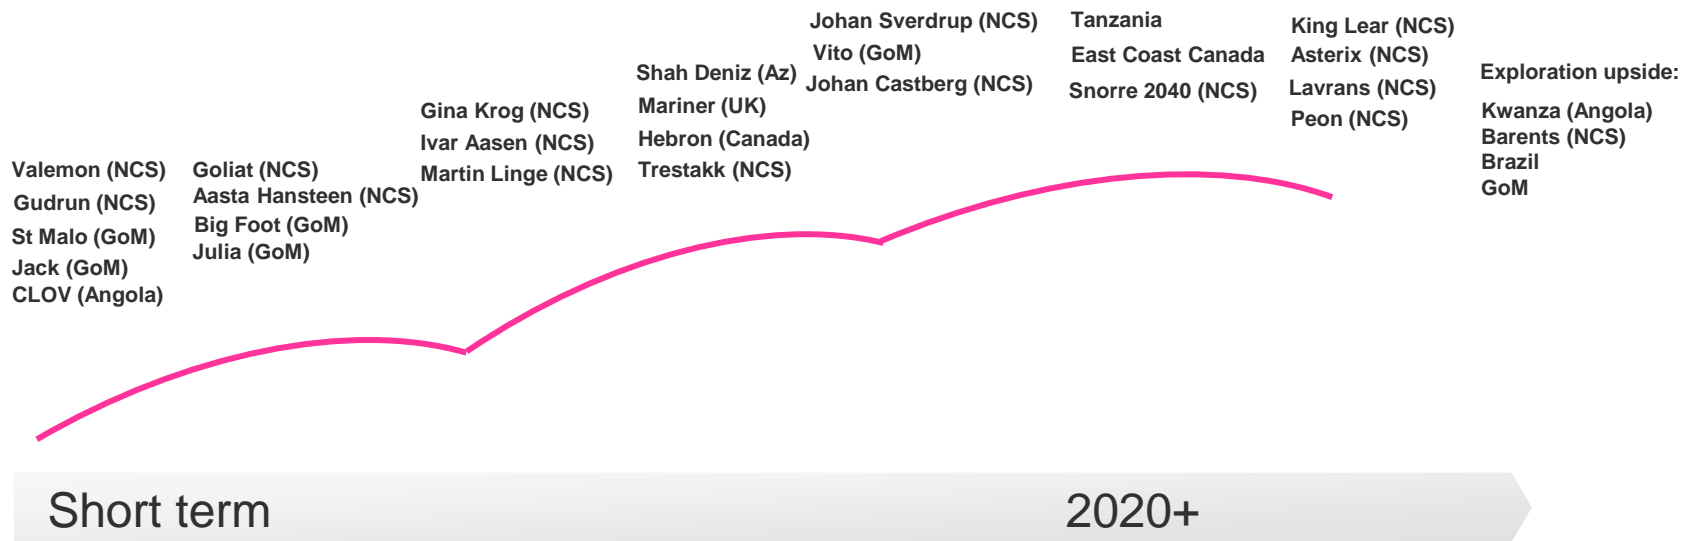 Valemon (NCS)
Gudrun (NCS)
St Malo (GoM)
Jack (GoM)
CLOV (Angola)
Goliat (NCS)
Aasta Hansteen (NCS)
Big Foot (GoM)
Julia (GoM)
Gina Krog (NCS)
Ivar Aasen (NCS)
Martin Linge (NCS)
Shah Deniz (Az)
Mariner (UK)
Hebron (Canada)
Trestakk (NCS)
Johan Sverdrup (NCS)
Vito (GoM)
Johan Castberg (NCS)
Tanzania
East Coast Canada
Snorre 2040 (NCS)
King Lear (NCS)
Asterix (NCS)
Lavrans (NCS)
Peon (NCS)
Exploration upside:
Kwanza (Angola)
Barents (NCS)
Brazil
GoM
Short term
2020+